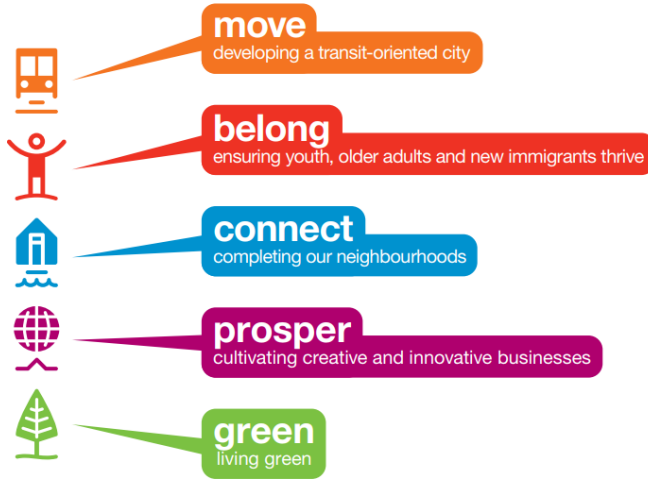 move
developing a transit-oriented city
belong
ensuring youth, older adults and new immigrants thrive
connect
completing our neighbourhoods
prosper
cultivating creative and innovative businesses
green
living green